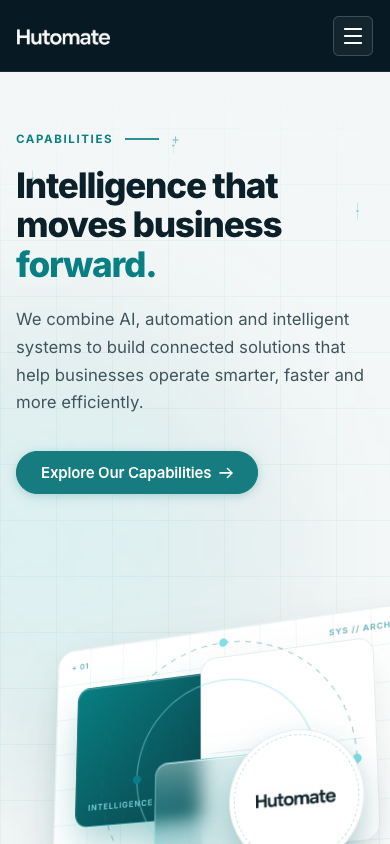 Hutomate
CAPABILITIES
Intelligence that
moves business
forward.
We combine AI, automation and intelligent
systems to build connected solutions that
help businesses operate smarter, faster and
more efficiently.
Explore Our Capabilities →
SYS // ARCH
+ 01
INTELLIGENCE
Hutomate